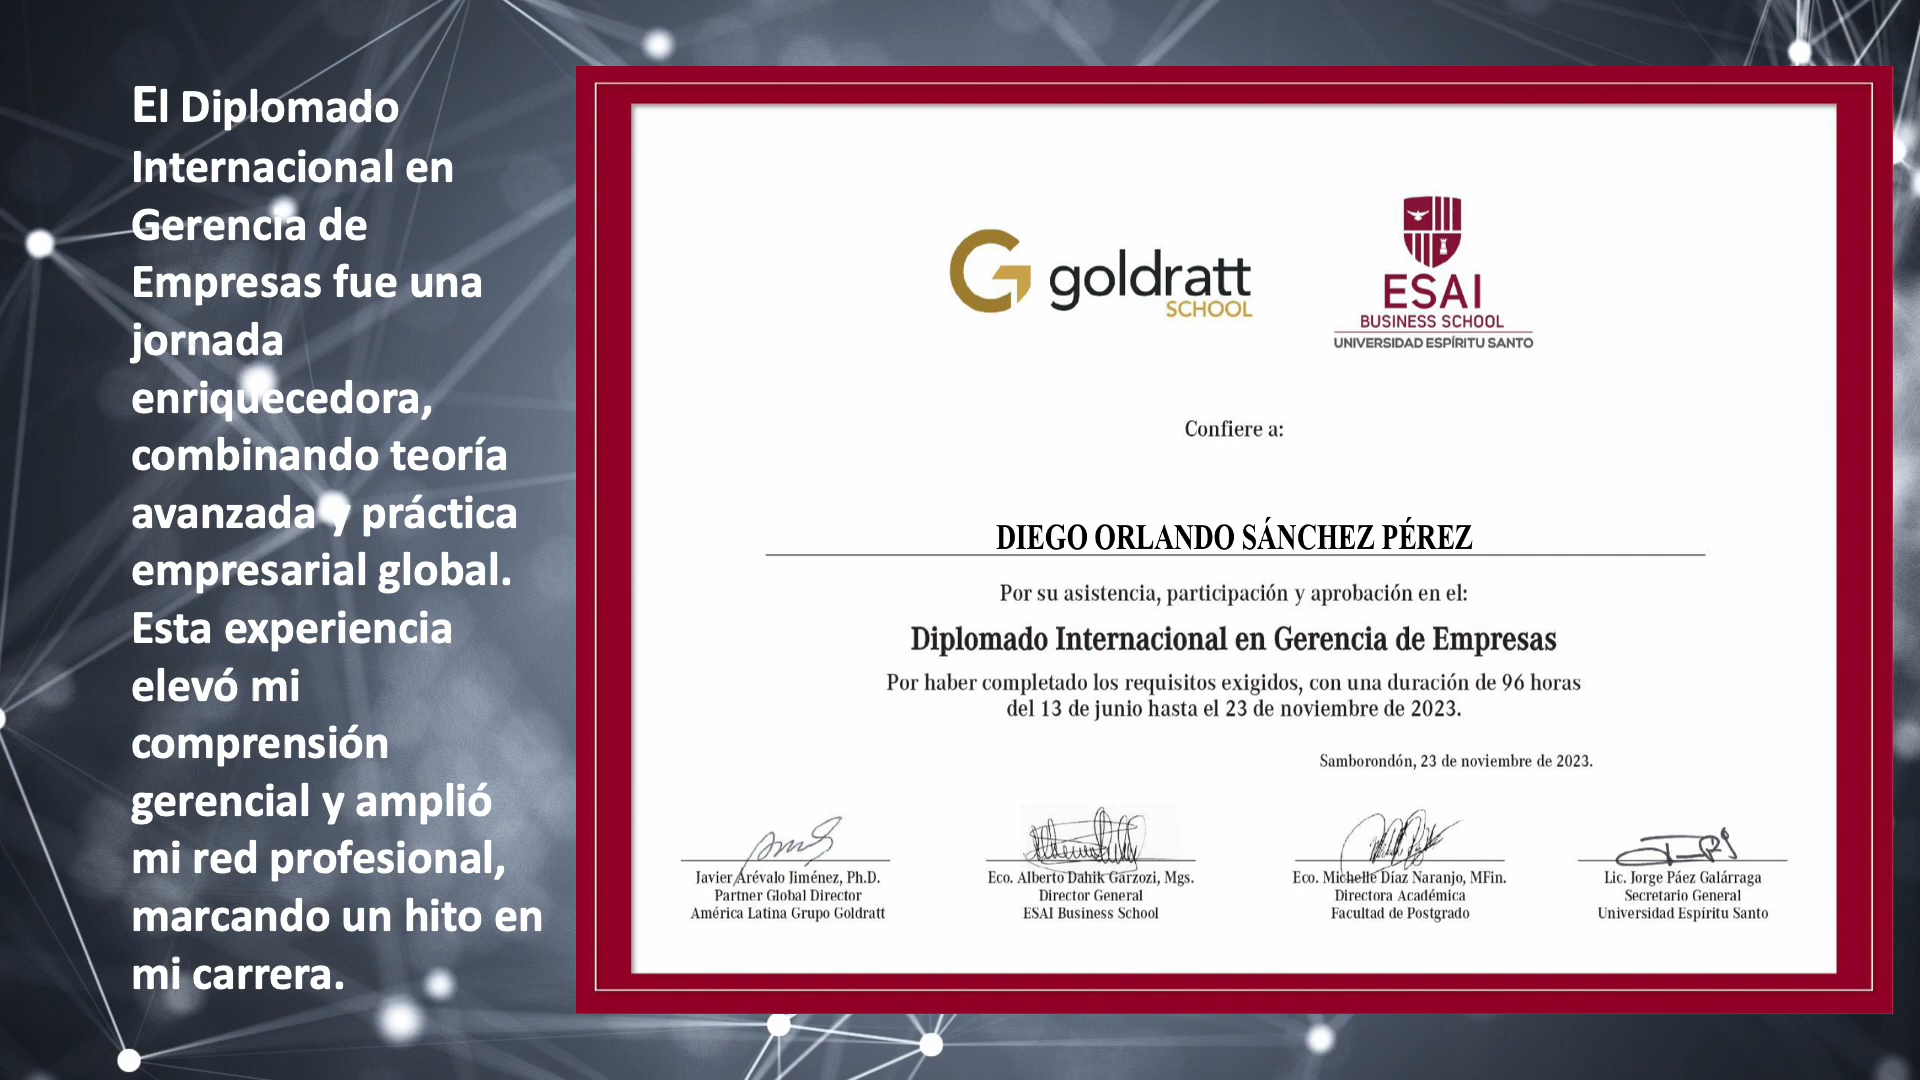 El Diplomado
Internacional en
Gerencia de
Empresas fue una
jornada
enriquecedora,
combinando teoría
avanzada y práctica
empresarial global.
Esta experiencia
elevó mi
comprensión
gerencial y amplió
mi red profesional,
marcando un hito en
mi carrera.
goldratt
SCHOOL
ESAI
BUSINESS SCHOOL
UNIVERSIDAD ESPÍRITU SANTO
Confiere a:
DIEGO ORLANDO SÁNCHEZ PÉREZ
Por su asistencia, participación y aprobación en el:
Diplomado Internacional en Gerencia de Empresas
Por haber completado los requisitos exigidos, con una duración de 96 horas
del 13 de junio hasta el 23 de noviembre de 2023.
Samborondón, 23 de noviembre de 2023.
Javier Arévalo Jiménez, Ph.D.
Partner Global Director
América Latina Grupo Goldratt
Eco. Alberto Dahik Garzozi, Mgs.
Director General
ESAI Business School
Eco. Michelle Díaz Naranjo, MFin.
Directora Académica
Facultad de Postgrado
Lic. Jorge Páez Galárraga
Secretario General
Universidad Espíritu Santo